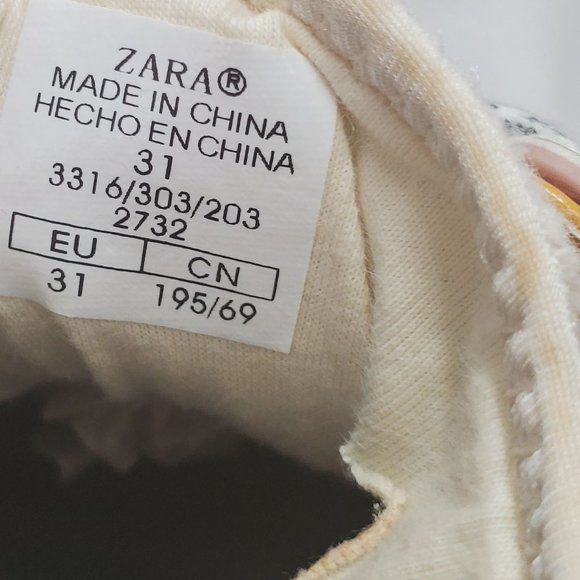 ZARA®
MADE IN CHINA
HECHO EN CHINA
31
3316/303/203
2732
EU CN
31 195/69